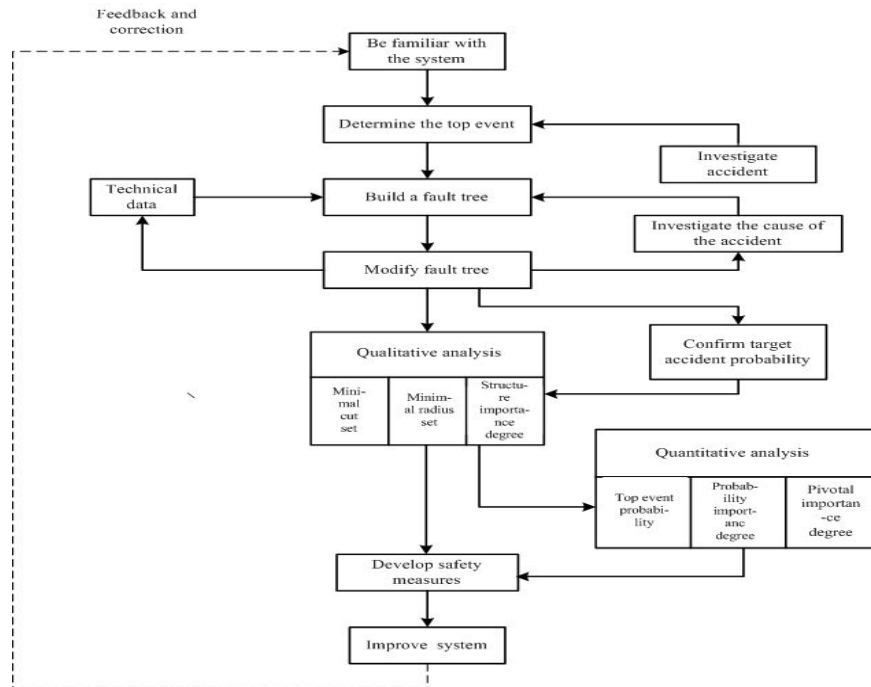 Feedback and
correction
Be familiar with
the system
Determine the top event
Investigate
accident
Technical
data
Build a fault tree
Investigate the cause of
the accident
Modify fault tree
Qualitative analysis
Confirm target
accident probability
Mini-
mal
cut
set
Minim-
al radius
set
Structu-
re
importa-
nce
degree
Quantitative analysis
Top event
probabi-
lity
Probab-
ility
import-
anc
degree
Pivotal
importan
-ce
degree
Develop safety
measures
Improve system